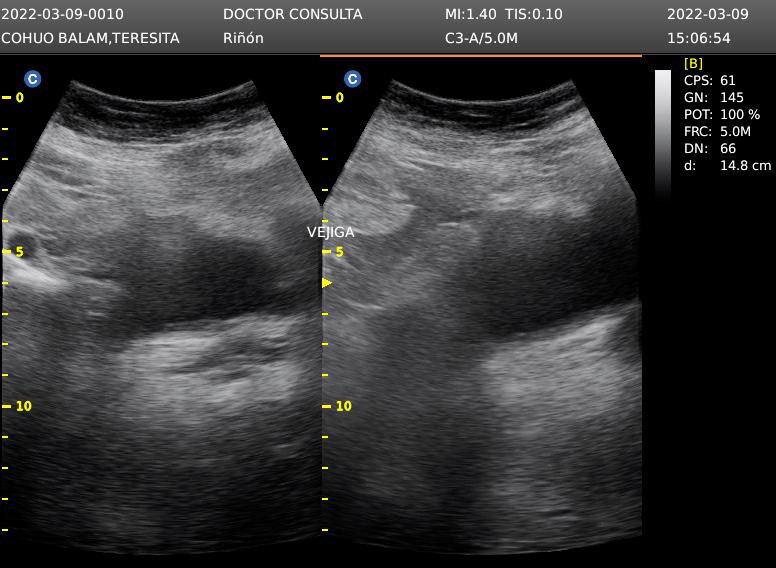 2022-03-09-0010 DOCTOR CONSULTA MI:1.40 TIS:0.10 2022-03-09
COHUO BALAM,TERESITA Riñón C3-A/5.0M 15:06:54
[B]
CPS: 61
GN: 145
POT: 100 %
FRC: 5.0M
DN: 66
d: 14.8 cm
C C
0 0
VEJIGA
5 5
10 10